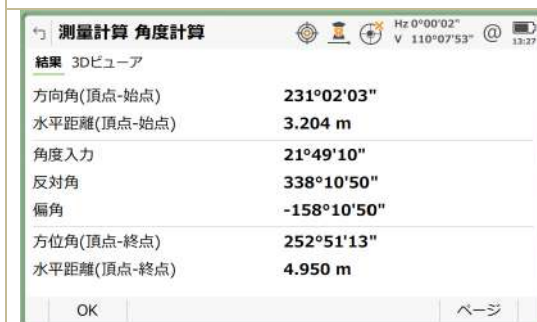 測量計算 角度計算
Hz 0°00'02"
V 110°07'53"
@
13:27
結果 3Dビューア
方向角(頂点-始点) 231°02'03"
水平距離(頂点-始点) 3.204 m
角度入力 21°49'10"
反対角 338°10'50"
偏角 -158°10'50"
方位角(頂点-終点) 252°51'13"
水平距離(頂点-終点) 4.950 m
OK ページ